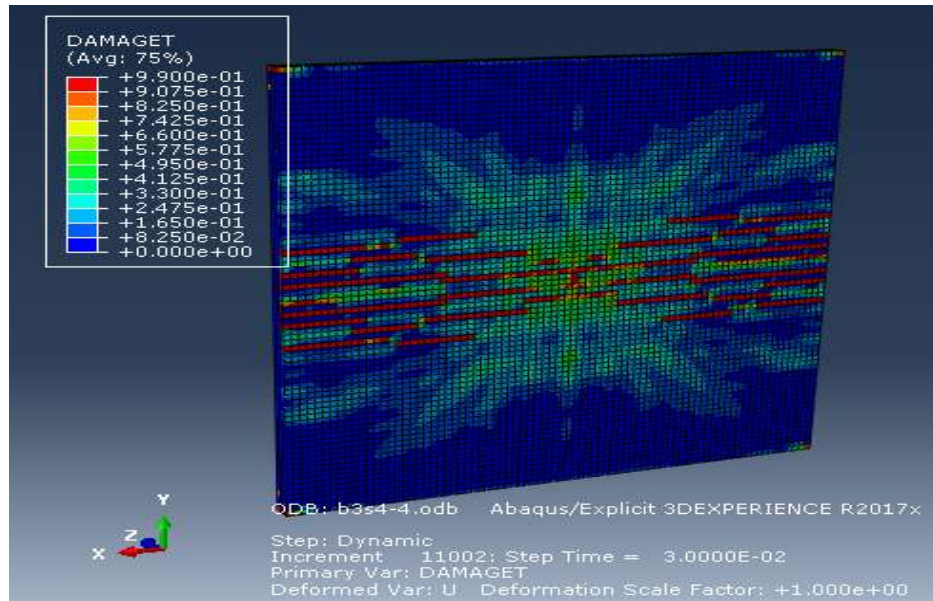 DAMAGET
(Avg: 75%)
+9.900e-01
+9.075e-01
+8.250e-01
+7.425e-01
+6.600e-01
+5.775e-01
+4.950e-01
+4.125e-01
+3.300e-01
+2.475e-01
+1.650e-01
+8.250e-02
+0.000e+00
Y
Z
X
ODB: b3s4-4.odb Abaqus/Explicit 3DEXPERIENCE R2017x
Step: Dynamic
Increment 11002: Step Time = 3.0000E-02
Primary Var: DAMAGET
Deformed Var: U Deformation Scale Factor: +1.000e+00